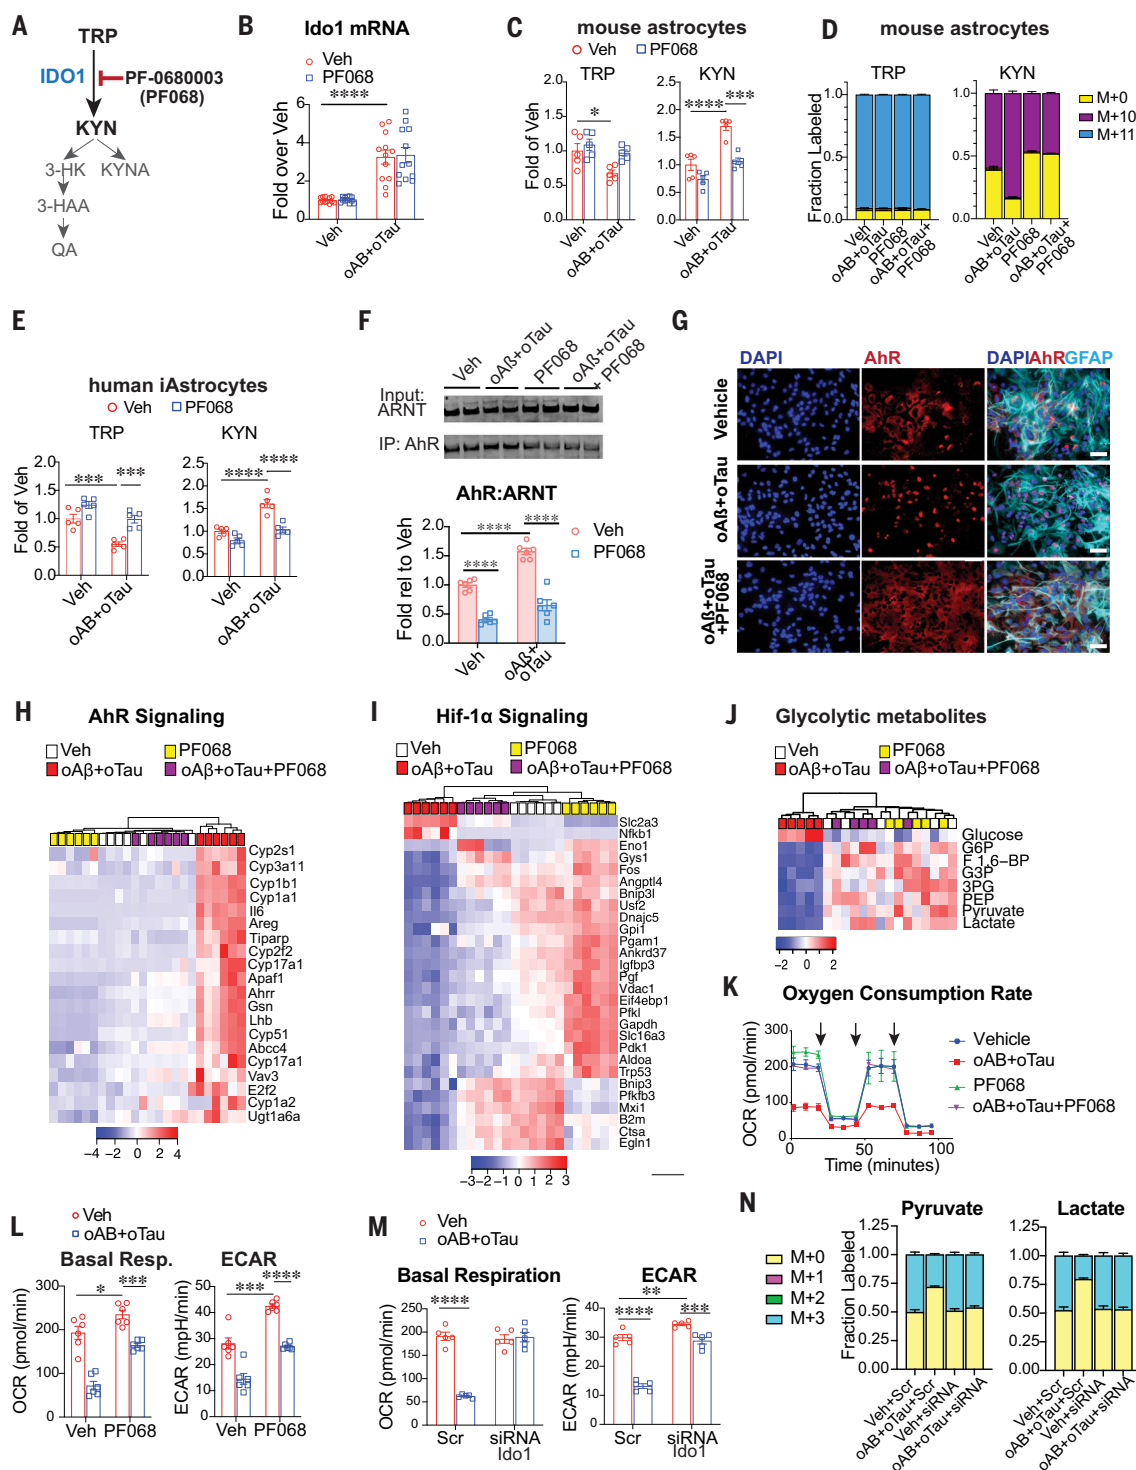 A
TRP
IDO1
PF-0680003
(PF068)
KYN
3-HK
KYNA
3-HAA
QA
B
Ido1 mRNA
Veh
PF068
****
Fold over Veh
6
4
2
0
Veh
oAB+oTau
C
mouse astrocytes
Veh
PF068
TRP
KYN
Fold of Veh
2.0
1.5
1.0
0.5
0.0
*
Veh
oAB+oTau
2.5
2.0
1.5
1.0
0.5
0.0
****
***
Veh
oAB+oTau
D
mouse astrocytes
TRP
KYN
M+0
M+10
M+11
Fraction Labeled
1.0
0.5
0.0
Veh
oAB+oTau
PF068
oAB+oTau+
PF068
1.0
0.5
0.0
Veh
oAB+oTau
PF068
oAB+oTau+
PF068
E
human iAstrocytes
Veh
PF068
TRP
KYN
Fold of Veh
2.0
1.5
1.0
0.5
0.0
***
***
Veh
oAB+oTau
2.5
2.0
1.5
1.0
0.5
0.0
****
****
Veh
oAB+oTau
F
Veh
oAß+oTau
PF068
oAß+oTau
+ PF068
Input:
ARNT
IP: AhR
AhR:ARNT
Veh
PF068
Fold rel to Veh
2.0
1.5
1.0
0.5
0.0
****
****
****
Veh
oAß+
oTau
G
DAPI
AhR
DAPIAhRGFAP
Vehicle
oAß+oTau
oAß+oTau
+PF068
H
AhR Signaling
Veh
PF068
oAβ+oTau
oAβ+oTau+PF068
Cyp2s1
Cyp3a11
Cyp1b1
Cyp1a1
Il6
Areg
Tiparp
Cyp2f2
Cyp17a1
Apaf1
Ahrr
Gsn
Lhb
Cyp51
Abcc4
Cyp17a1
Vav3
E2f2
Cyp1a2
Ugt1a6a
−4 −2 0 2 4
I
Hif-1α Signaling
Veh
PF068
oAβ+oTau
oAβ+oTau+PF068
Slc2a3
Nfkb1
Eno1
Gys1
Fos
Angptl4
Bnip3l
Usf2
Dnajc5
Gpi1
Pgam1
Ankrd37
Igfbp3
Pgf
Vdac1
Eif4ebp1
Pfkl
Gapdh
Slc16a3
Pdk1
Aldoa
Trp53
Bnip3
Pfkfb3
Mxi1
B2m
Ctsa
Egln1
−3 −2 −1 0 1 2 3
J
Glycolytic metabolites
Veh
PF068
oAβ+oTau
oAβ+oTau+PF068
Glucose
G6P
F 1,6−BP
G3P
3PG
PEP
Pyruvate
Lactate
−2 0 2
K
Oxygen Consumption Rate
OCR (pmol/min)
300
200
100
0
0 50 100
Time (minutes)
Vehicle
oAB+oTau
PF068
oAB+oTau+PF068
L
Veh
oAB+oTau
Basal Resp.
ECAR
OCR (pmol/min)
300
200
100
0
*
***
Veh PF068
ECAR (mpH/min)
50
40
30
20
10
0
***
****
Veh PF068
M
Veh
oAB+oTau
Basal Respiration
ECAR
OCR (pmol/min)
250
200
150
100
50
0
****
Scr
siRNA
Ido1
ECAR (mpH/min)
40
30
20
10
0
**
****
***
Scr
siRNA
Ido1
N
Pyruvate
Lactate
M+0
M+1
M+2
M+3
Fraction Labeled
1.25
1.00
0.75
0.50
0.25
0.00
Veh+Scr
oAB+oTau+Scr
Veh+siRNA
oAB+oTau+siRNA
1.25
1.00
0.75
0.50
0.25
0.00
Veh+Scr
oAB+oTau+Scr
Veh+siRNA
oAB+oTau+siRNA